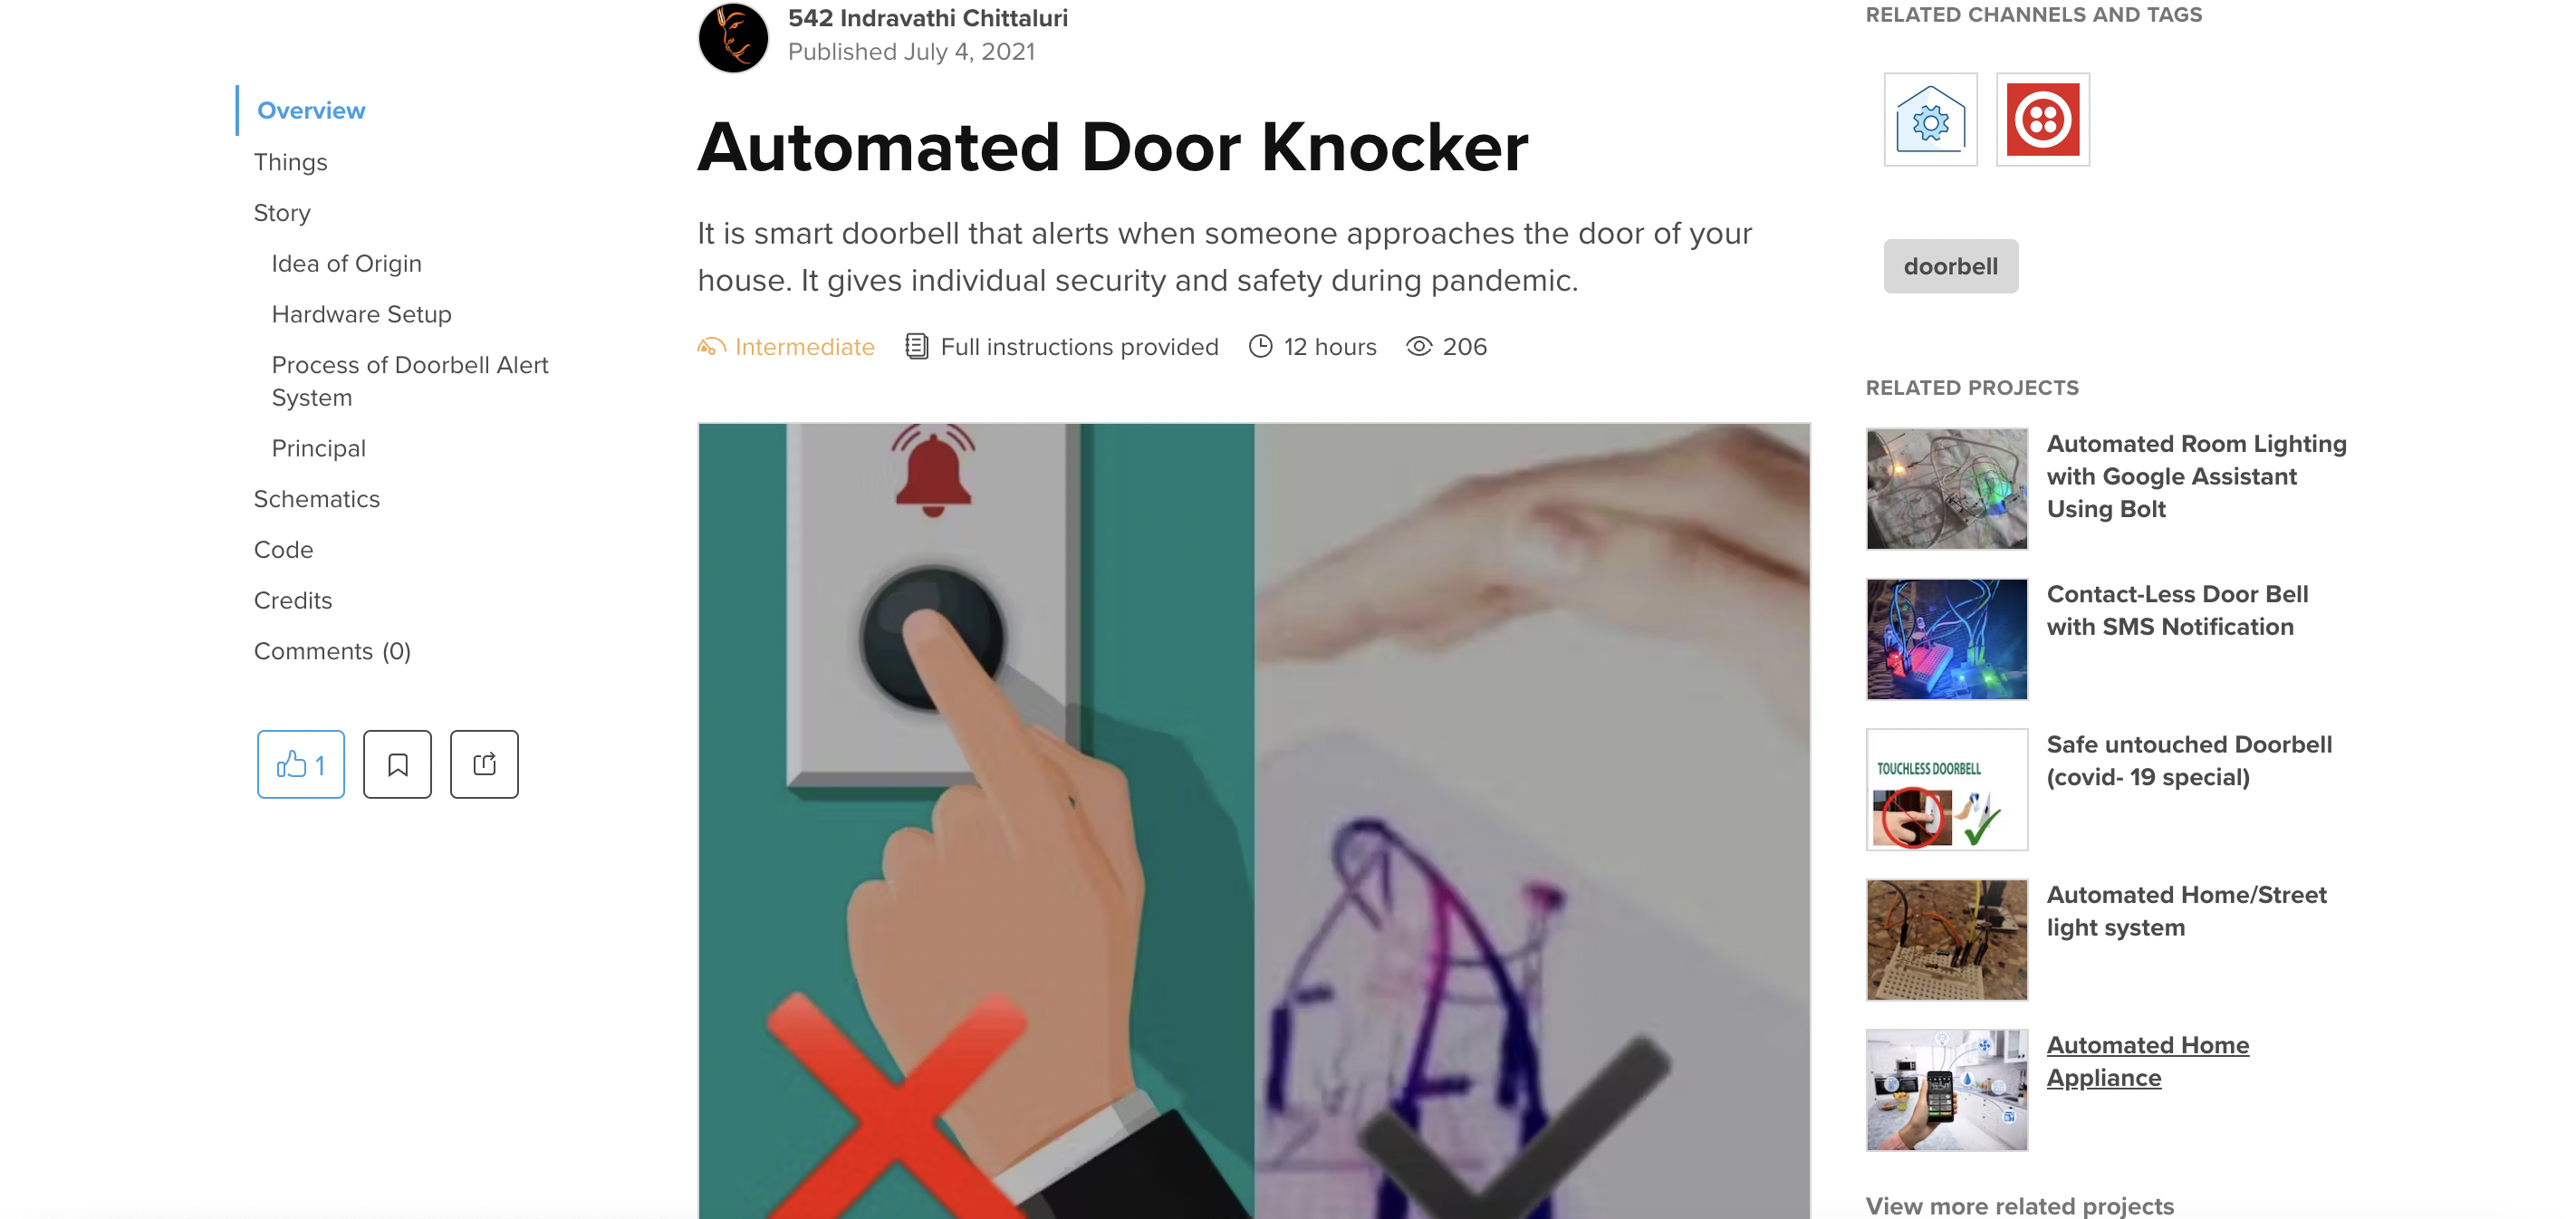 542 Indravathi Chittaluri
Published July 4, 2021
Overview
Things
Story
Idea of Origin
Hardware Setup
Process of Doorbell Alert
System
Principal
Schematics
Code
Credits
Comments (0)
1
Automated Door Knocker
It is smart doorbell that alerts when someone approaches the door of your
house. It gives individual security and safety during pandemic.
Intermediate
Full instructions provided
12 hours
206
RELATED CHANNELS AND TAGS
doorbell
RELATED PROJECTS
Automated Room Lighting
with Google Assistant
Using Bolt
Contact-Less Door Bell
with SMS Notification
TOUCHLESS DOORBELL
Safe untouched Doorbell
(covid- 19 special)
Automated Home/Street
light system
Automated Home
Appliance
View more related projects